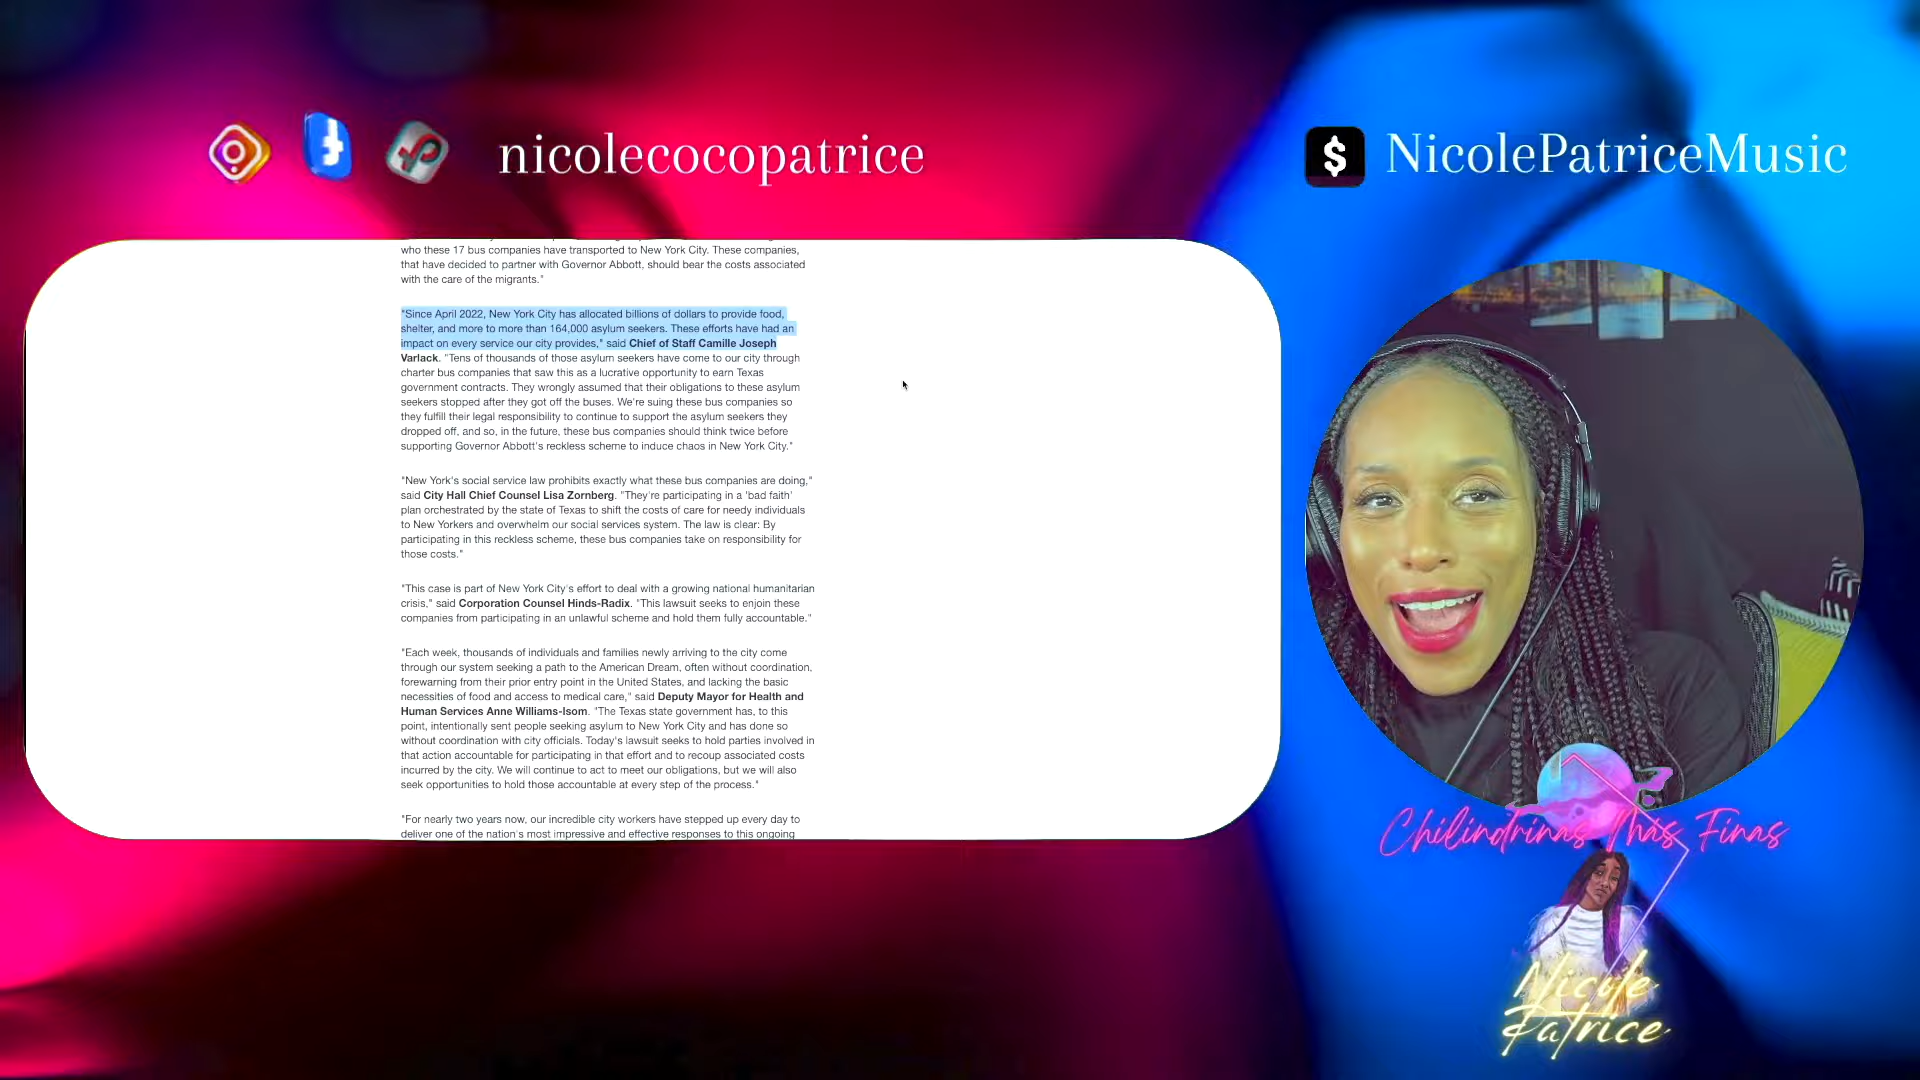 nicolecocopatrice
NicolePatriceMusic
who these 17 bus companies have transported to New York City. These companies,
that have decided to partner with Governor Abbott, should bear the costs associated
with the care of the migrants."
"Since April 2022, New York City has allocated billions of dollars to provide food,
shelter, and more to more than 164,000 asylum seekers. These efforts have had an
impact on every service our city provides," said Chief of Staff Camille Joseph
Varlack. "Tens of thousands of those asylum seekers have come to our city through
charter bus companies that saw this as a lucrative opportunity to earn Texas
government contracts. They wrongly assumed that their obligations to these asylum
seekers stopped after they got off the buses. We're suing these bus companies so
they fulfill their legal responsibility to continue to support the asylum seekers they
dropped off, and so, in the future, these bus companies should think twice before
supporting Governor Abbott's reckless scheme to induce chaos in New York City."
"New York's social service law prohibits exactly what these bus companies are doing,"
said City Hall Chief Counsel Lisa Zornberg. "They're participating in a 'bad faith'
plan orchestrated by the state of Texas to shift the costs of care for needy individuals
to New Yorkers and overwhelm our social services system. The law is clear: By
participating in this reckless scheme, these bus companies take on responsibility for
those costs."
"This case is part of New York City's effort to deal with a growing national humanitarian
crisis," said Corporation Counsel Hinds-Radix. "This lawsuit seeks to enjoin these
companies from participating in an unlawful scheme and hold them fully accountable."
"Each week, thousands of individuals and families newly arriving to the city come
through our system seeking a path to the American Dream, often without coordination,
forewarning from their prior entry point in the United States, and lacking the basic
necessities of food and access to medical care," said Deputy Mayor for Health and
Human Services Anne Williams-Isom. "The Texas state government has, to this
point, intentionally sent people seeking asylum to New York City and has done so
without coordination with city officials. Today's lawsuit seeks to hold parties involved in
that action accountable for participating in that effort and to recoup associated costs
incurred by the city. We will continue to act to meet our obligations, but we will also
seek opportunities to hold those accountable at every step of the process."
"For nearly two years now, our incredible city workers have stepped up every day to
deliver one of the nation's most impressive and effective responses to this ongoing
Chilindrinas Más Finas
Nicole
Patrice